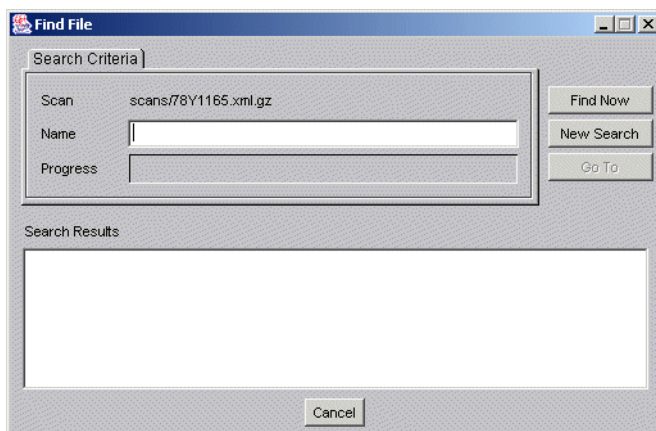 Find File
Search Criteria
Scan scans/78Y1165.xml.gz
Find Now
Name
New Search
Progress
Go To
Search Results
Cancel